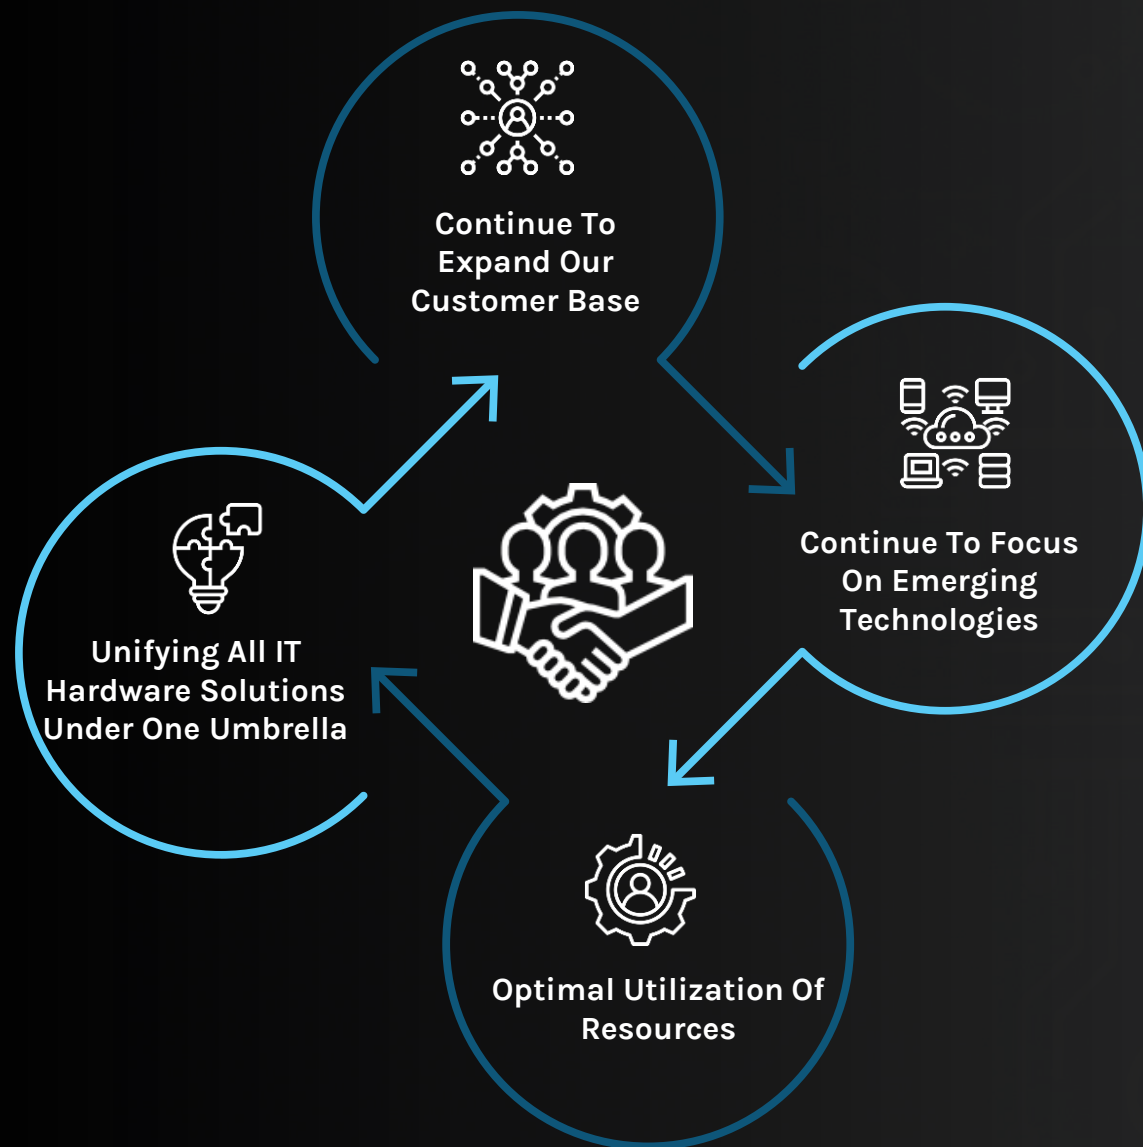 Continue To
Expand Our
Customer Base
Continue To Focus
On Emerging
Technologies
Unifying All IT
Hardware Solutions
Under One Umbrella
Optimal Utilization Of
Resources